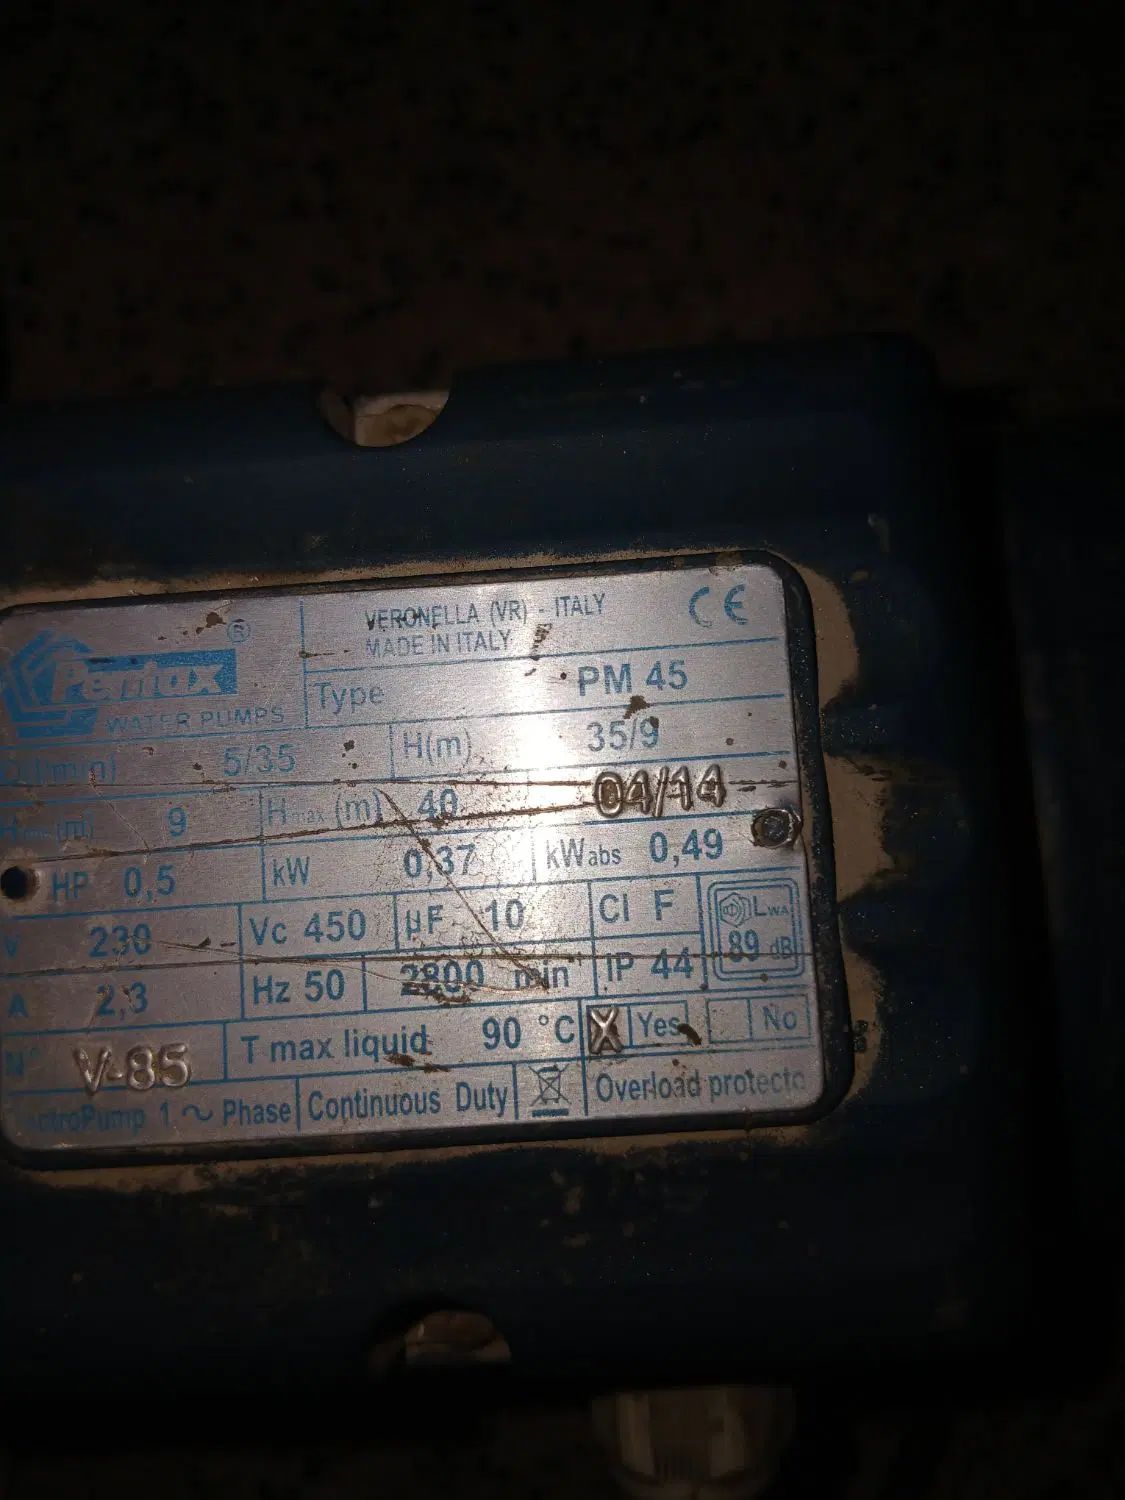 VERONELLA (VR) - ITALY CE
MADE IN ITALY
Pentax ®
WATER PUMPS
Type PM 45
5/35 H(m) 35/9
9 Hmax (m) 40 04/14
HP 0,5 kW 0,37 kWabs 0,49
V 230 Vc 450 µF 10 Cl F LWA
89 dB
A 2,3 Hz 50 2800 min IP 44
N° V-85 T max liquid 90 °C X Yes No
1 ~ Phase Continuous Duty Overload protecto